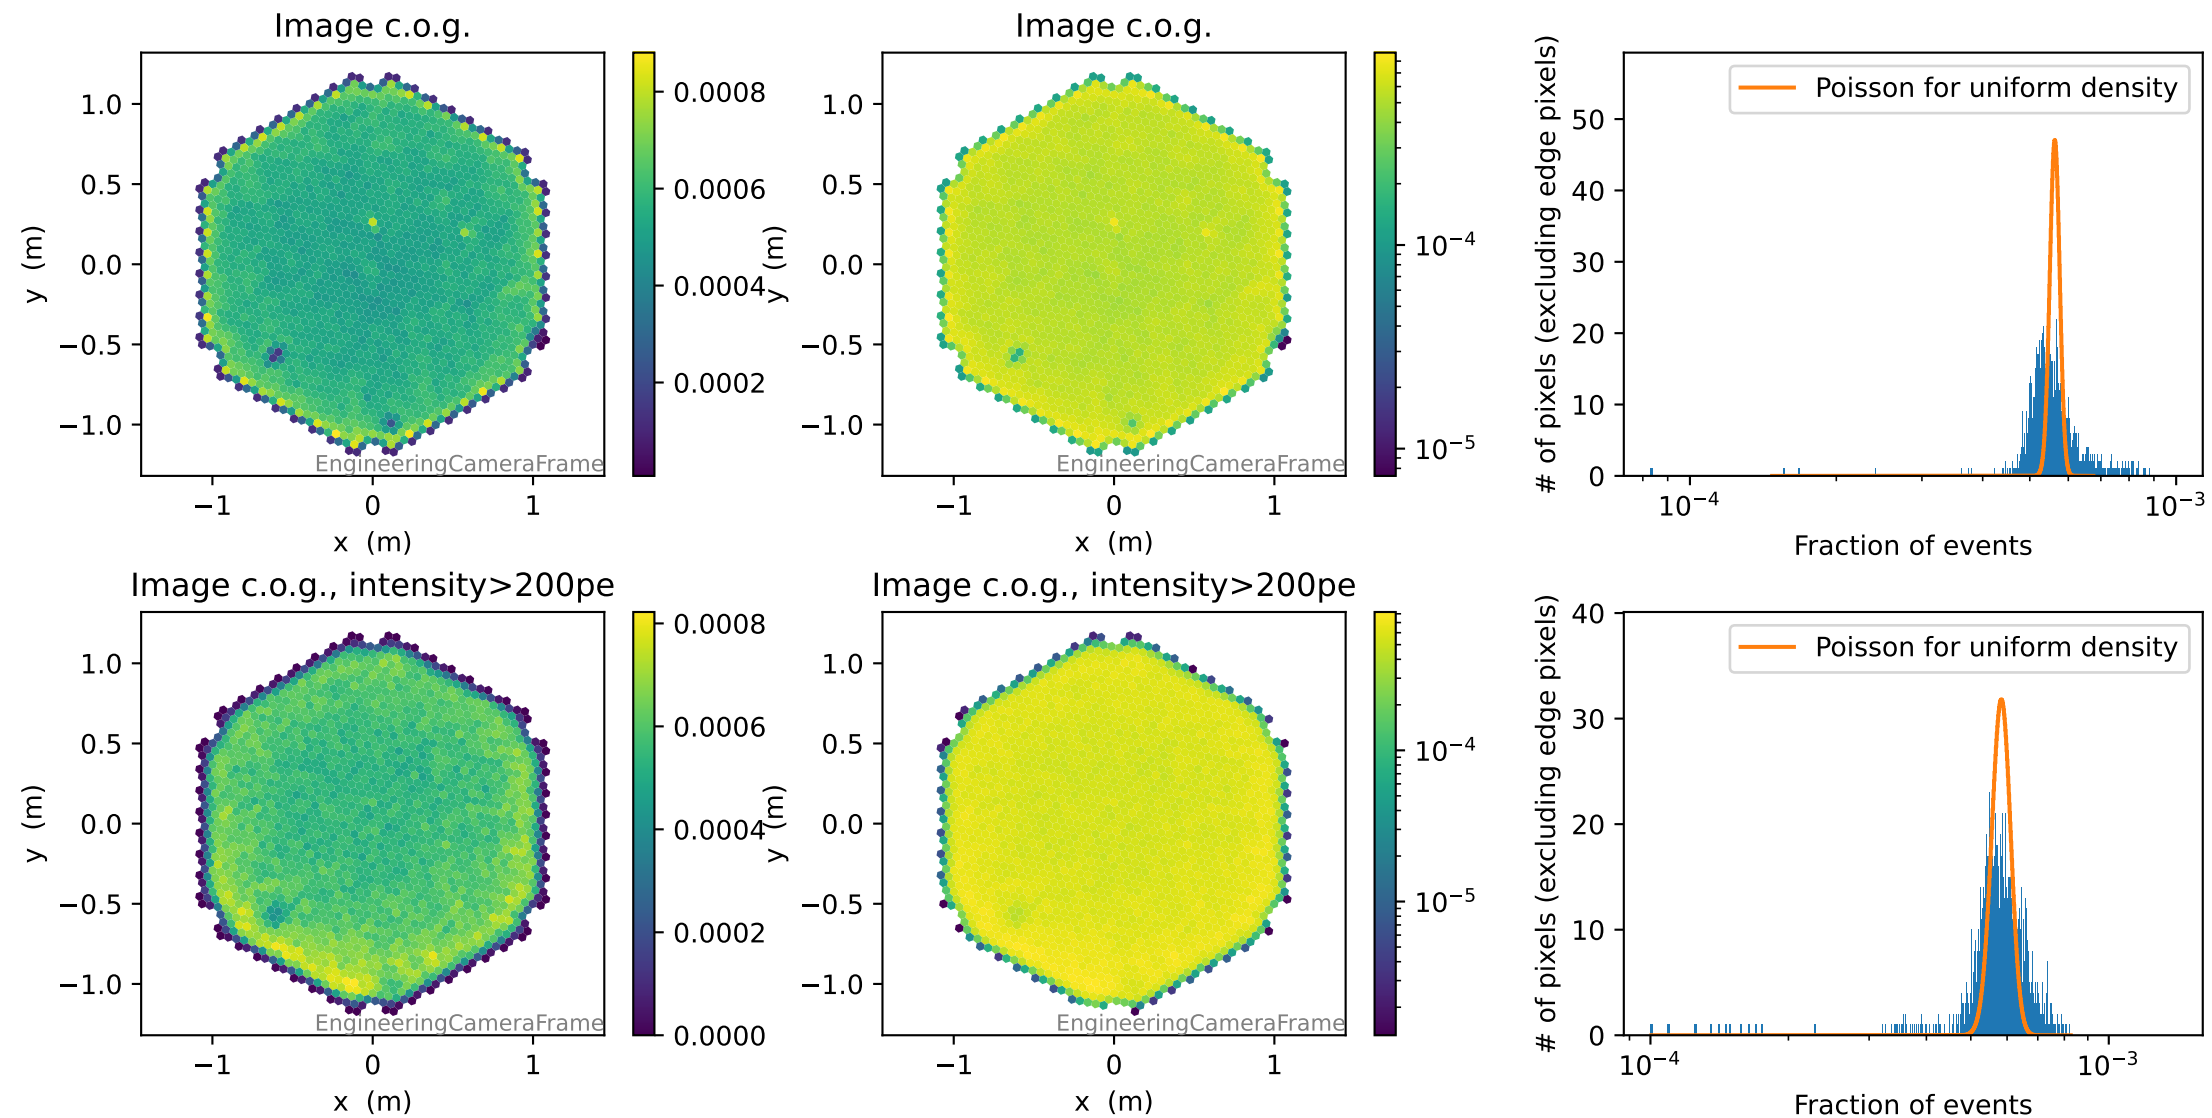 Image c.o.g.
1.0
0.5
0.0
−0.5
−1.0
y (m)
−1
0
1
x (m)
EngineeringCameraFrame
0.0008
0.0006
0.0004
0.0002
Image c.o.g.
1.0
0.5
0.0
−0.5
−1.0
y (m)
−1
0
1
x (m)
EngineeringCameraFrame
10⁻⁴
10⁻⁵
# of pixels (excluding edge pixels)
50
40
30
20
10
0
Poisson for uniform density
10⁻⁴
10⁻³
Fraction of events
Image c.o.g., intensity>200pe
1.0
0.5
0.0
−0.5
−1.0
y (m)
−1
0
1
x (m)
EngineeringCameraFrame
0.0008
0.0006
0.0004
0.0002
0.0000
Image c.o.g., intensity>200pe
1.0
0.5
0.0
−0.5
−1.0
y (m)
−1
0
1
x (m)
EngineeringCameraFrame
10⁻⁴
10⁻⁵
# of pixels (excluding edge pixels)
40
30
20
10
0
Poisson for uniform density
10⁻⁴
10⁻³
Fraction of events